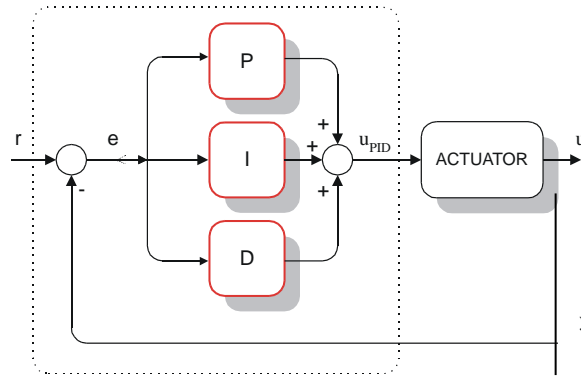 P
r
e
+
+
I
u_PID
ACTUATOR
u
-
+
D